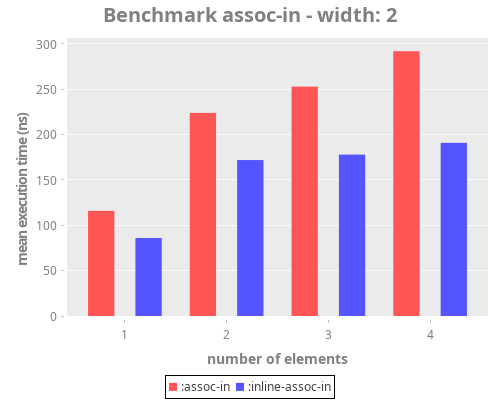 Benchmark assoc-in - width: 2
mean execution time (ns)
300
250
200
150
100
50
0
1 2 3 4
number of elements
:assoc-in :inline-assoc-in